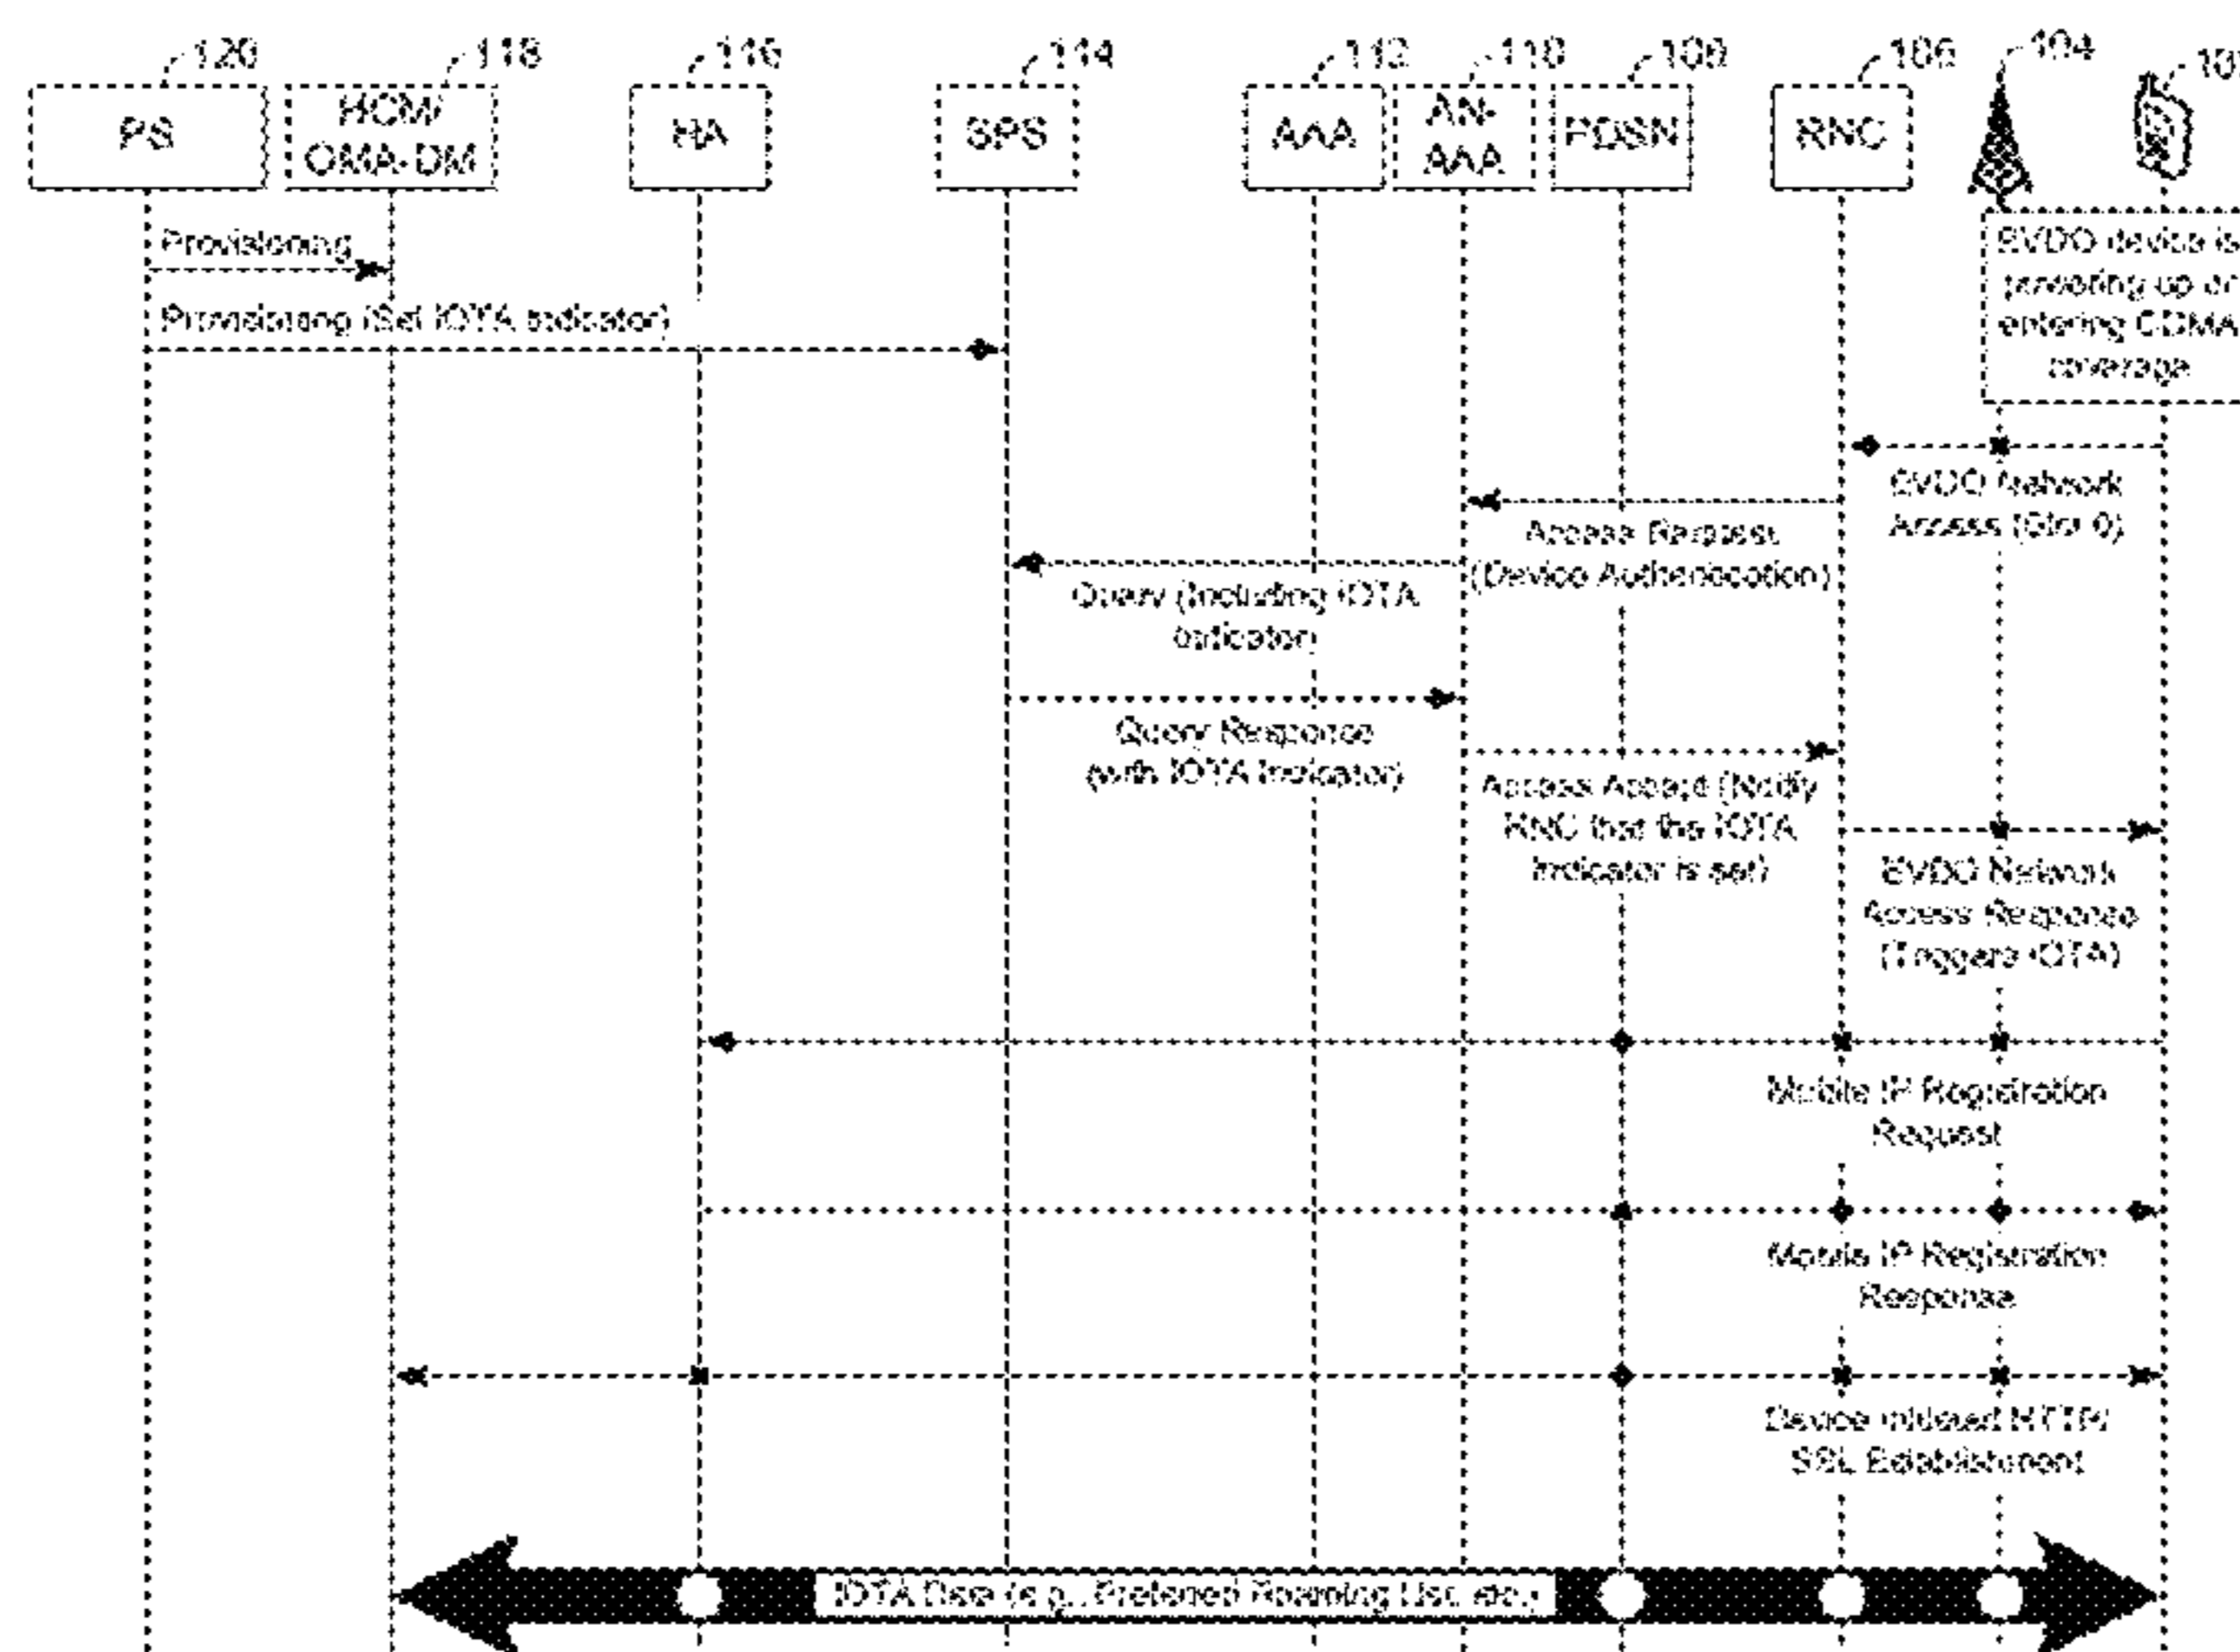 120
118
116
114
112
110
108
106
104
PS
HCM/
OMA-DM
HA
SPS
AAA
AN-
AAA
PDSN
RNC
Provisioning
Provisioning (Set IOTA Indicator)
EVDO device is
powering up or
entering CDMA
coverage
EVDO Network
Access (Chr 0)
Access Request
(Device Authentication)
Query (Including IOTA
Indicator)
Query Response
(with IOTA Indicator)
Access Accept (Notify
RNC that the IOTA
Indicator is set)
EVDO Network
Access Response
(Triggers IOTA)
Mobile IP Registration
Request
Mobile IP Registration
Response
Device Initiated HTTP/
SSL Establishment
IOTA Data (e.g., Preferred Roaming List, etc.)